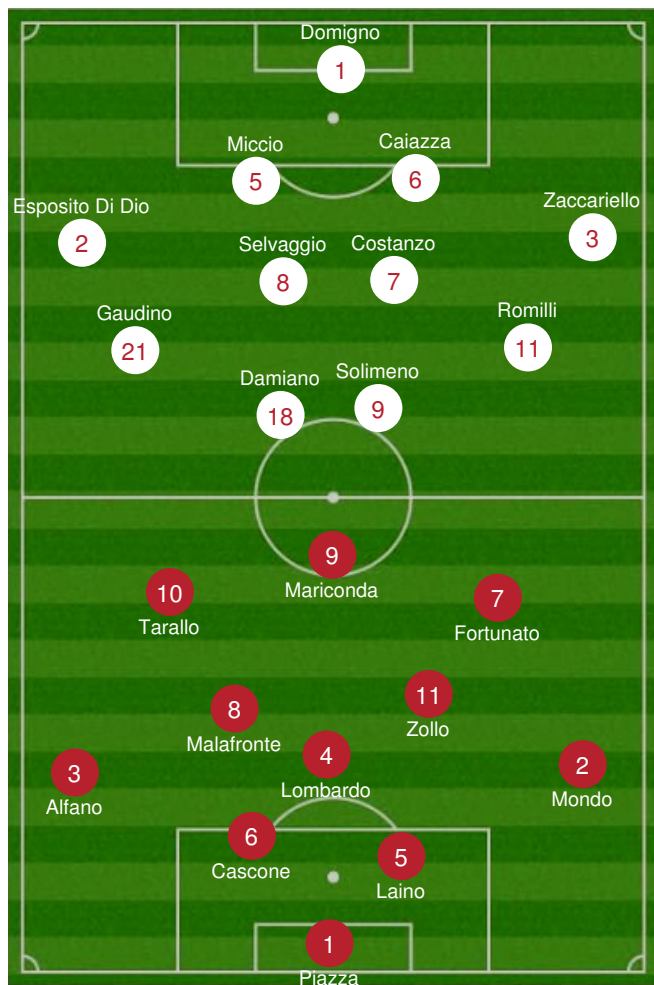 Domigno
1
Miccio
5
Caiazza
6
Esposito Di Dio
2
Zaccariello
3
Selvaggio
8
Costanzo
7
Gaudino
21
Romilli
11
Damiano
18
Solimeno
9
9
Mariconda
10
Tarallo
7
Fortunato
11
Zollo
8
Malafronte
4
Lombardo
3
Alfano
2
Mondo
6
Cascone
5
Laino
1
Piazza